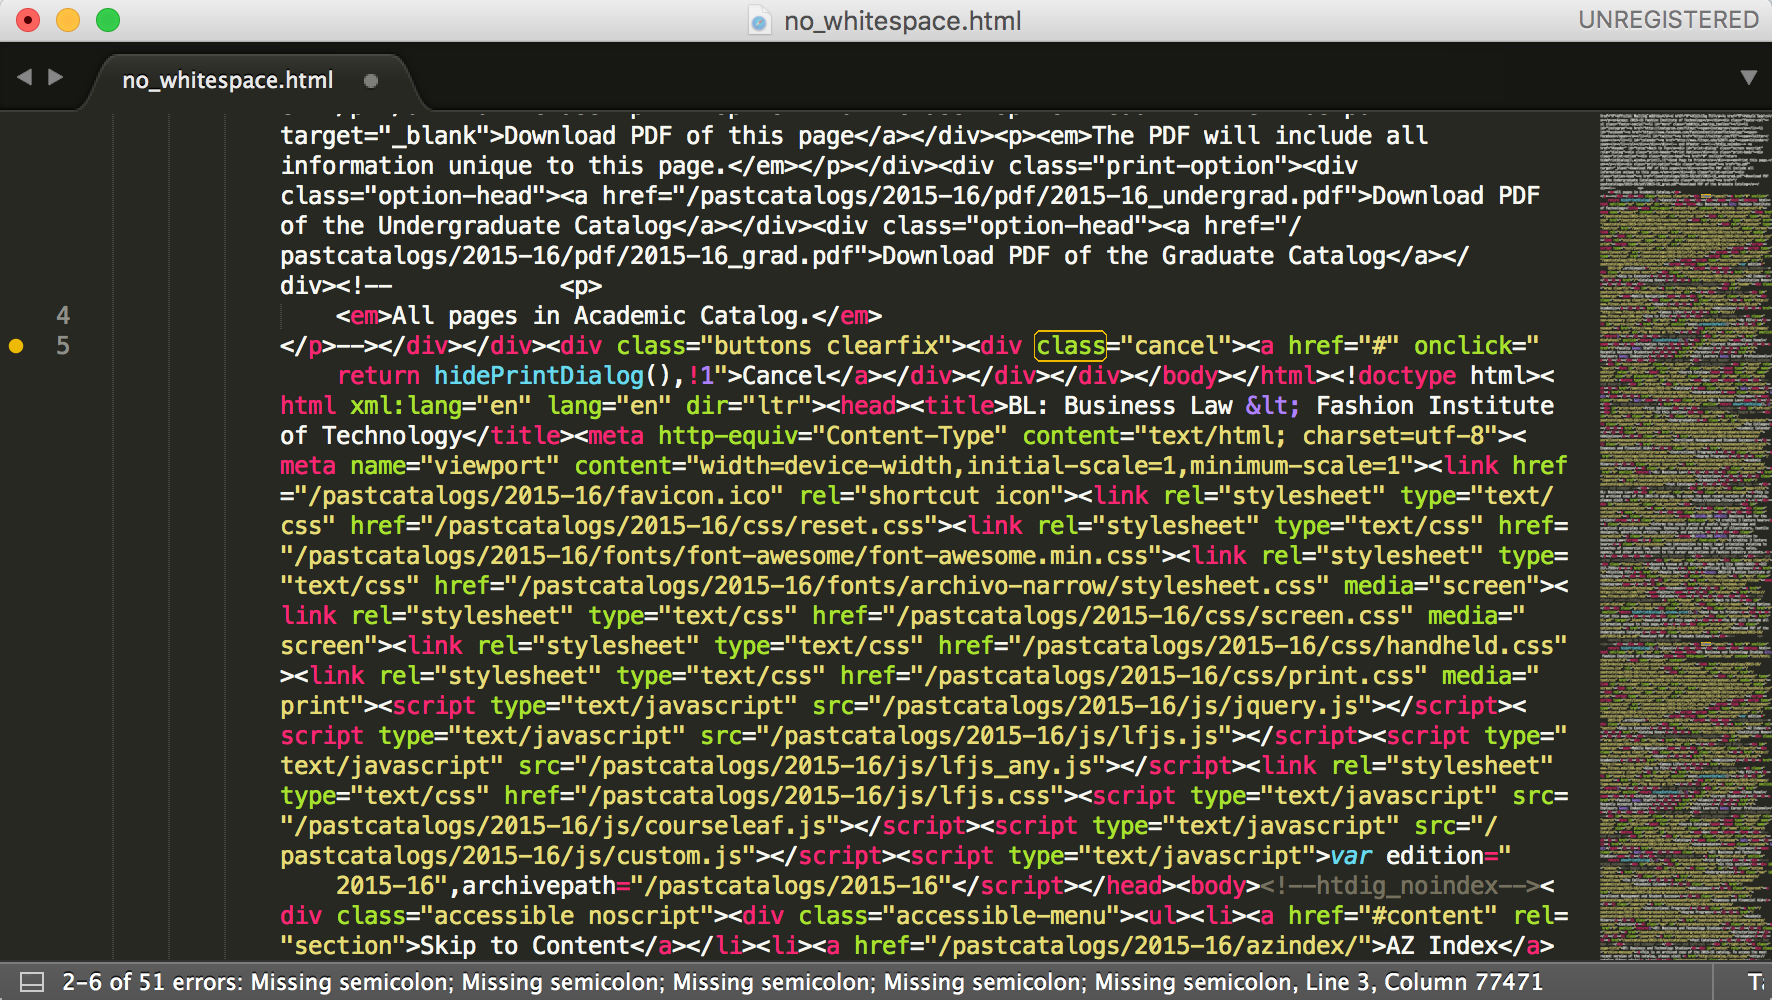 no_whitespace.html
UNREGISTERED
no_whitespace.html
target="_blank">Download PDF of this page</a></div><p><em>The PDF will include all
information unique to this page.</em></p></div><div class="print-option"><div
class="option-head"><a href="/pastcatalogs/2015-16/pdf/2015-16_undergrad.pdf">Download PDF
of the Undergraduate Catalog</a></div><div class="option-head"><a href="/
pastcatalogs/2015-16/pdf/2015-16_grad.pdf">Download PDF of the Graduate Catalog</a></
div><!--            <p>
4 <em>All pages in Academic Catalog.</em>
5 </p>--></div></div><div class="buttons clearfix"><div class="cancel"><a href="#" onclick="
return hidePrintDialog(),!1">Cancel</a></div></div></div></body></html><!doctype html><
html xml:lang="en" lang="en" dir="ltr"><head><title>BL: Business Law &lt; Fashion Institute
of Technology</title><meta http-equiv="Content-Type" content="text/html; charset=utf-8"><
meta name="viewport" content="width=device-width,initial-scale=1,minimum-scale=1"><link href
="/pastcatalogs/2015-16/favicon.ico" rel="shortcut icon"><link rel="stylesheet" type="text/
css" href="/pastcatalogs/2015-16/css/reset.css"><link rel="stylesheet" type="text/css" href=
"/pastcatalogs/2015-16/fonts/font-awesome/font-awesome.min.css"><link rel="stylesheet" type=
"text/css" href="/pastcatalogs/2015-16/fonts/archivo-narrow/stylesheet.css" media="screen"><
link rel="stylesheet" type="text/css" href="/pastcatalogs/2015-16/css/screen.css" media="
screen"><link rel="stylesheet" type="text/css" href="/pastcatalogs/2015-16/css/handheld.css"
><link rel="stylesheet" type="text/css" href="/pastcatalogs/2015-16/css/print.css" media="
print"><script type="text/javascript" src="/pastcatalogs/2015-16/js/jquery.js"></script><
script type="text/javascript" src="/pastcatalogs/2015-16/js/lfjs.js"></script><script type="
text/javascript" src="/pastcatalogs/2015-16/js/lfjs_any.js"></script><link rel="stylesheet"
type="text/css" href="/pastcatalogs/2015-16/js/lfjs.css"><script type="text/javascript" src=
"/pastcatalogs/2015-16/js/courseleaf.js"></script><script type="text/javascript" src="/
pastcatalogs/2015-16/js/custom.js"></script><script type="text/javascript">var edition="
2015-16",archivepath="/pastcatalogs/2015-16"</script></head><body><!--htdig_noindex--><
div class="accessible noscript"><div class="accessible-menu"><ul><li><a href="#content" rel=
"section">Skip to Content</a></li><li><a href="/pastcatalogs/2015-16/azindex/">AZ Index</a>
2-6 of 51 errors: Missing semicolon; Missing semicolon; Missing semicolon; Missing semicolon; Missing semicolon, Line 3, Column 77471